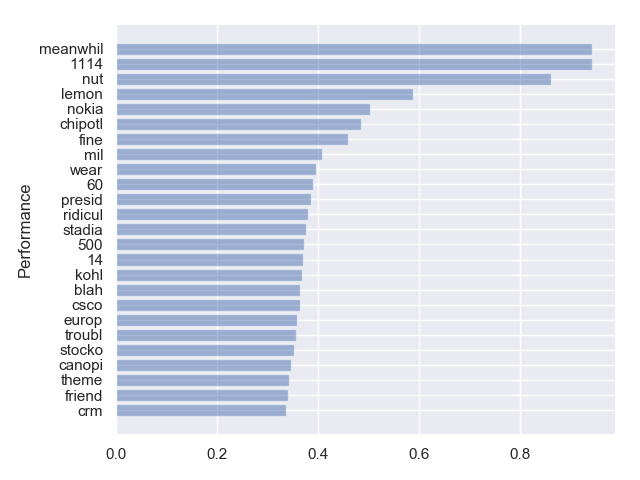 meanwhil
1114
nut
lemon
nokia
chipotl
fine
mil
wear
60
presid
ridicul
stadia
500
14
kohl
blah
csco
europ
troubl
stocko
canopi
theme
friend
crm
Performance
0.0 0.2 0.4 0.6 0.8